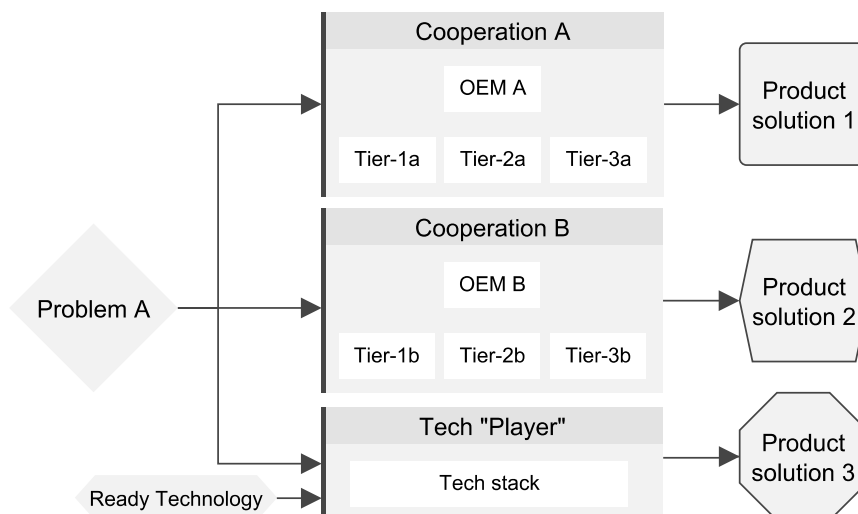 Cooperation A
OEM A
Tier-1a
Tier-2a
Tier-3a
Product
solution 1
Cooperation B
OEM B
Tier-1b
Tier-2b
Tier-3b
Product
solution 2
Problem A
Tech "Player"
Tech stack
Product
solution 3
Ready Technology